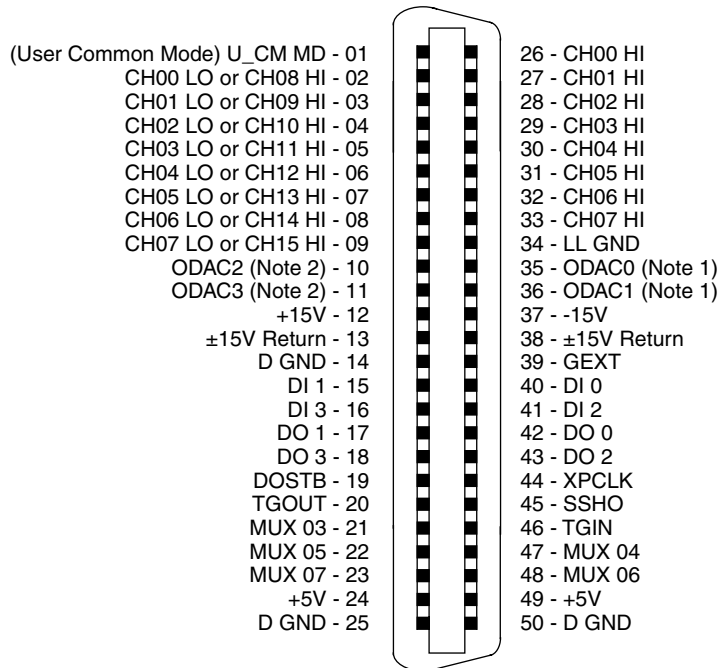 (User Common Mode) U_CM MD - 01
CH00 LO or CH08 HI - 02
CH01 LO or CH09 HI - 03
CH02 LO or CH10 HI - 04
CH03 LO or CH11 HI - 05
CH04 LO or CH12 HI - 06
CH05 LO or CH13 HI - 07
CH06 LO or CH14 HI - 08
CH07 LO or CH15 HI - 09
ODAC2 (Note 2) - 10
ODAC3 (Note 2) - 11
+15V - 12
±15V Return - 13
D GND - 14
DI 1 - 15
DI 3 - 16
DO 1 - 17
DO 3 - 18
DOSTB - 19
TGOUT - 20
MUX 03 - 21
MUX 05 - 22
MUX 07 - 23
+5V - 24
D GND - 25
26 - CH00 HI
27 - CH01 HI
28 - CH02 HI
29 - CH03 HI
30 - CH04 HI
31 - CH05 HI
32 - CH06 HI
33 - CH07 HI
34 - LL GND
35 - ODAC0 (Note 1)
36 - ODAC1 (Note 1)
37 - -15V
38 - ±15V Return
39 - GEXT
40 - DI 0
41 - DI 2
42 - DO 0
43 - DO 2
44 - XPCLK
45 - SSHO
46 - TGIN
47 - MUX 04
48 - MUX 06
49 - +5V
50 - D GND